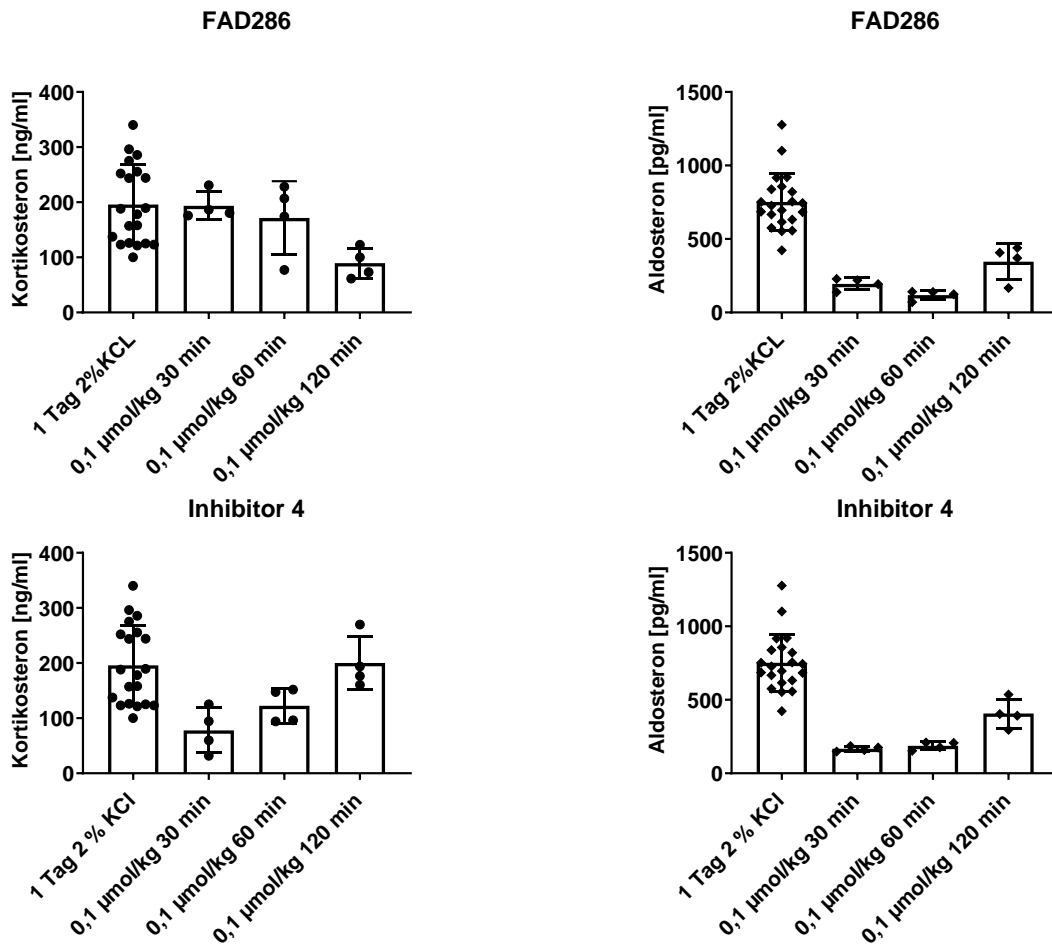 FAD286
Kortikosteron [ng/ml]
400
300
200
100
0
1 Tag 2%KCL
0,1 µmol/kg 30 min
0,1 µmol/kg 60 min
0,1 µmol/kg 120 min
FAD286
Aldosteron [pg/ml]
1500
1000
500
0
1 Tag 2%KCL
0,1 µmol/kg 30 min
0,1 µmol/kg 60 min
0,1 µmol/kg 120 min
Inhibitor 4
Kortikosteron [ng/ml]
400
300
200
100
0
1 Tag 2 % KCl
0,1 µmol/kg 30 min
0,1 µmol/kg 60 min
0,1 µmol/kg 120 min
Inhibitor 4
Aldosteron [pg/ml]
1500
1000
500
0
1 Tag 2 % KCl
0,1 µmol/kg 30 min
0,1 µmol/kg 60 min
0,1 µmol/kg 120 min